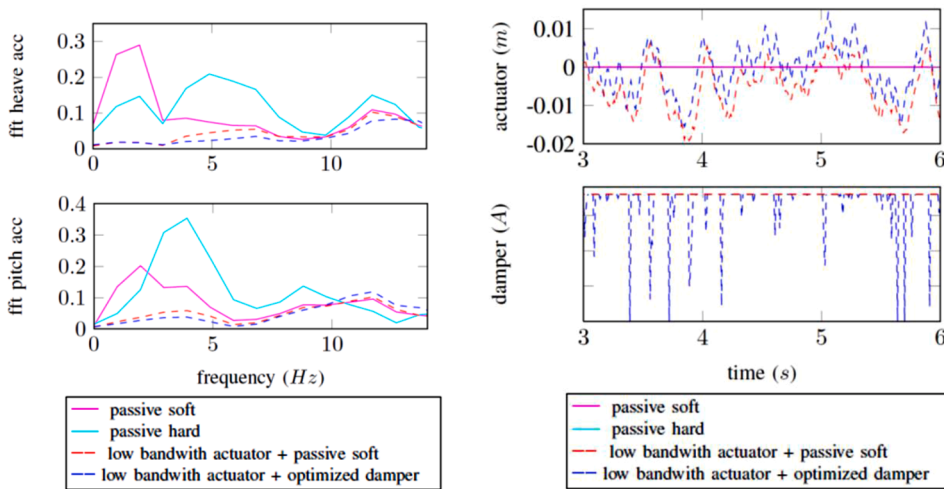 fft heave acc
0.3
0.2
0.1
0
0
5
10
fft pitch acc
0.4
0.3
0.2
0.1
0
0
5
10
frequency (Hz)
passive soft
passive hard
low bandwith actuator + passive soft
low bandwith actuator + optimized damper
actuator (m)
0.01
0
-0.01
-0.02
3
4
5
6
damper (A)
3
4
5
6
time (s)
passive soft
passive hard
low bandwith actuator + passive soft
low bandwith actuator + optimized damper